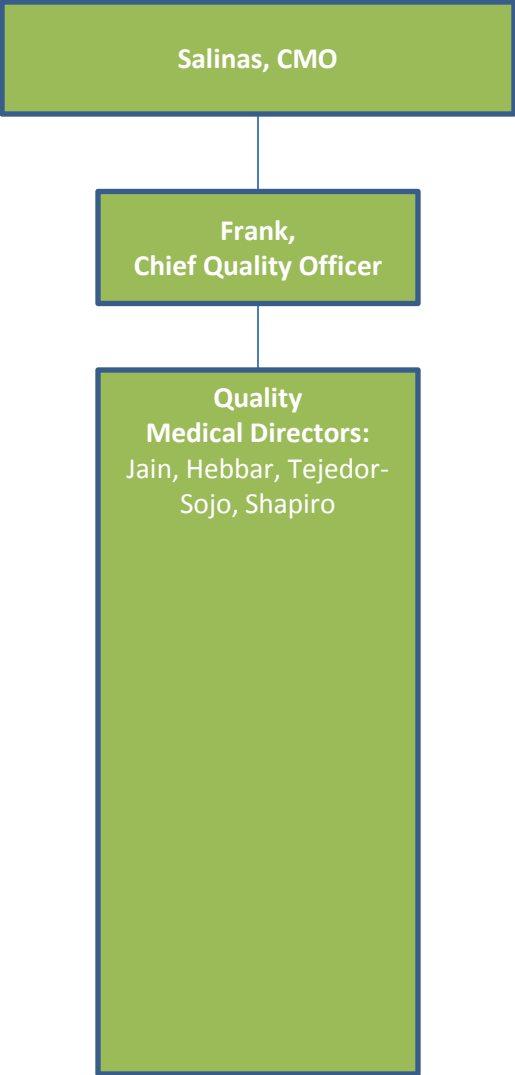 Salinas, CMO
Frank,
Chief Quality Officer
Quality
Medical Directors:
Jain, Hebbar, Tejedor-
Sojo, Shapiro